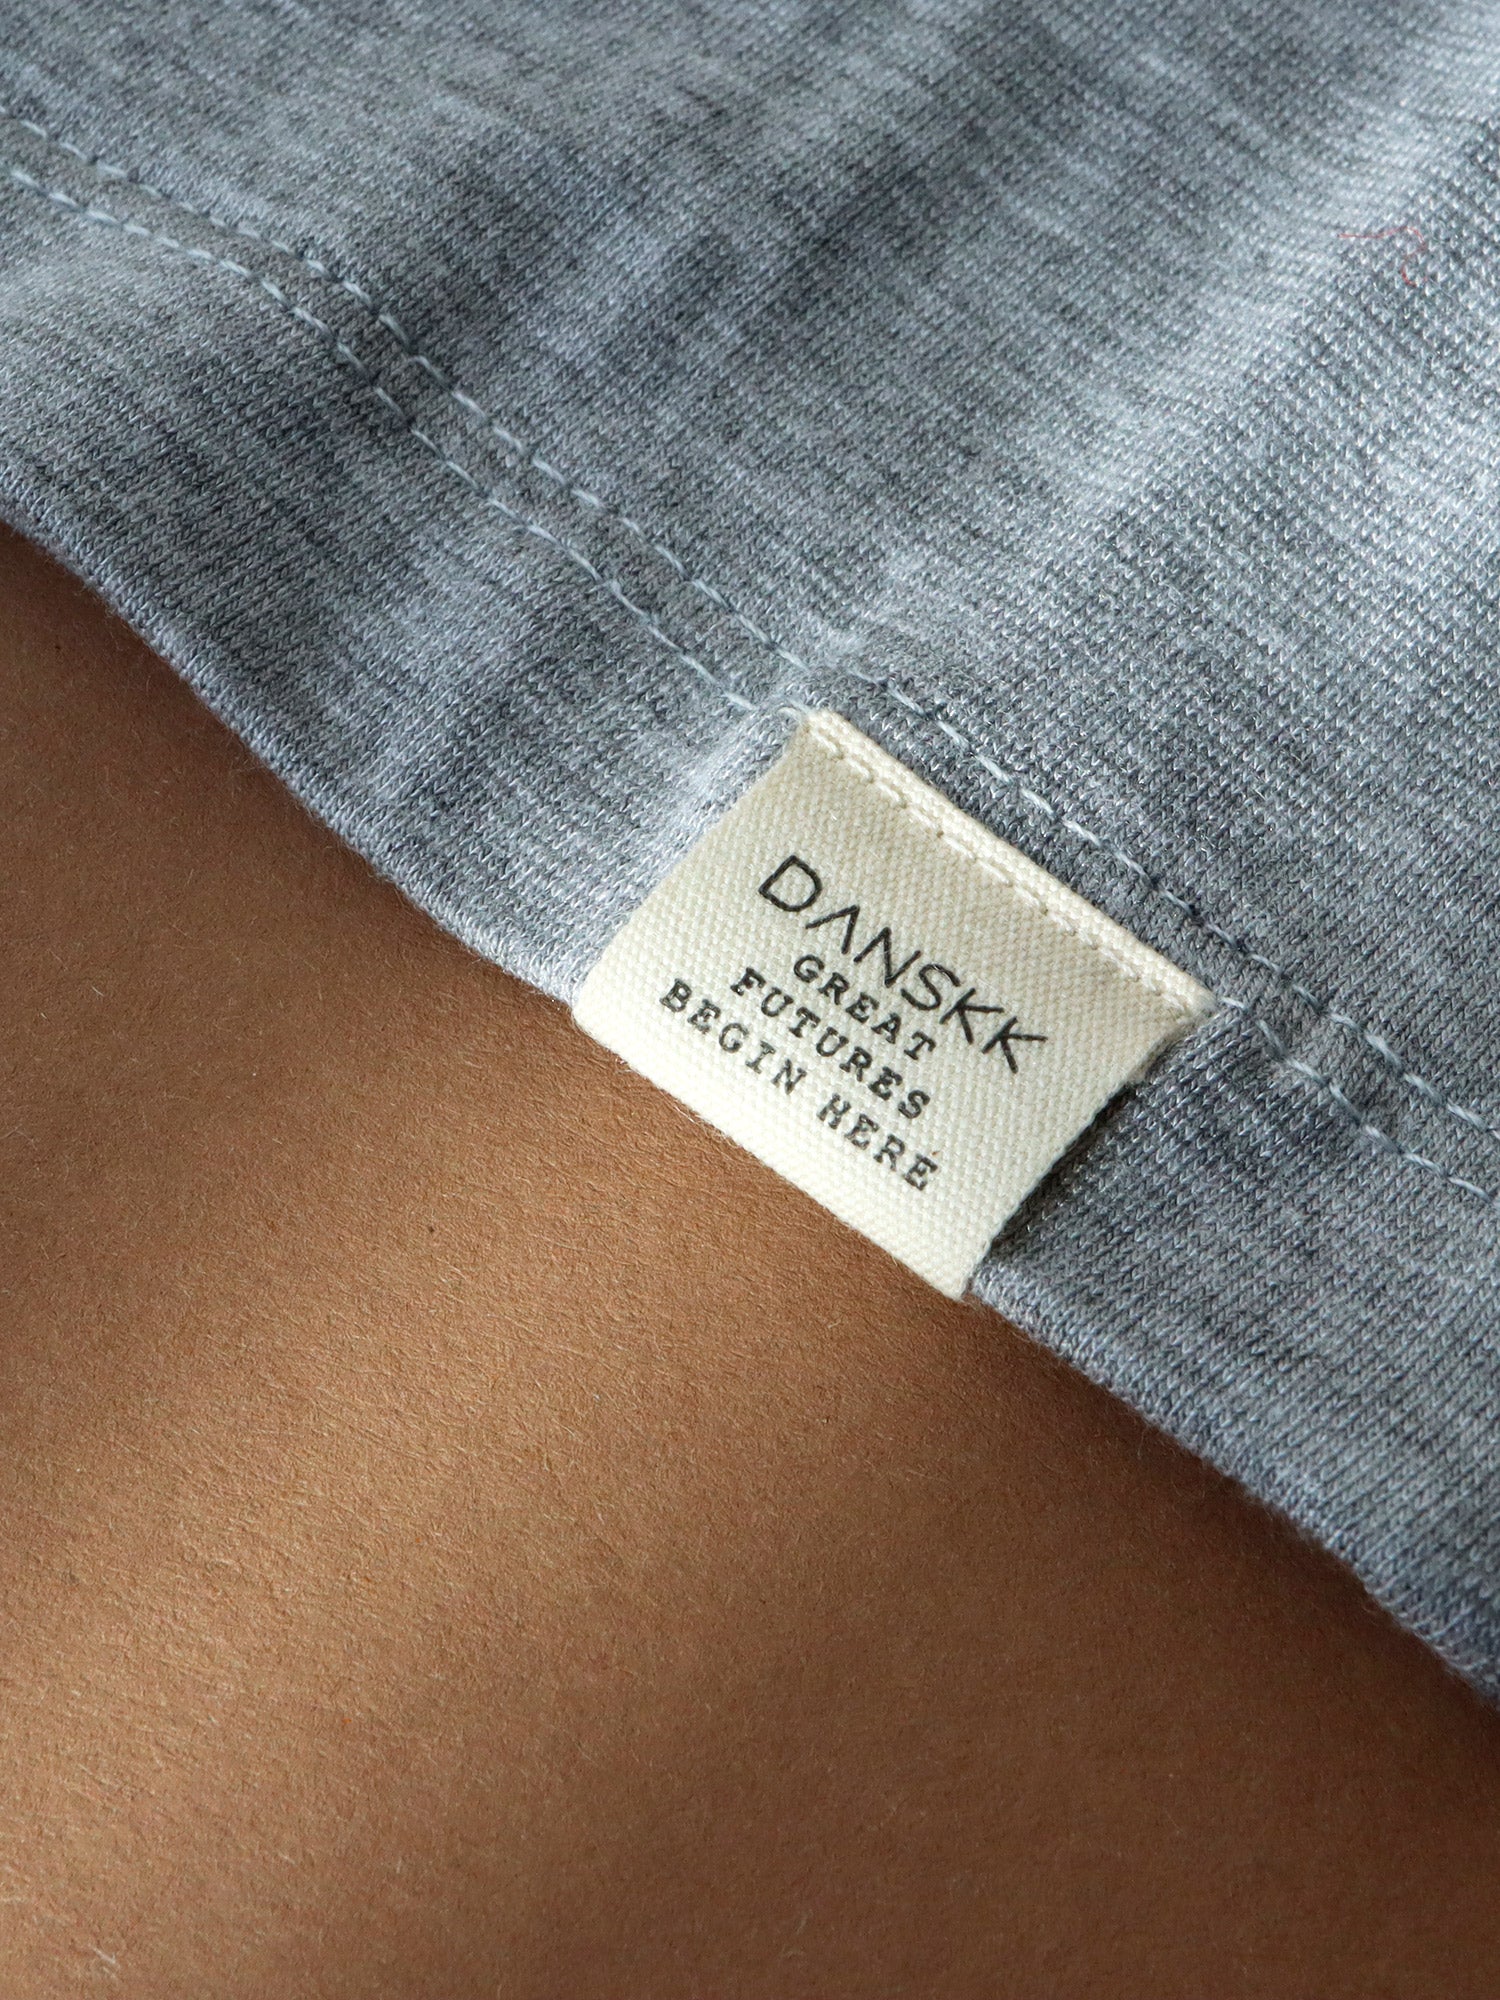 DANSKK
GREAT
FUTURES
BEGIN HERE